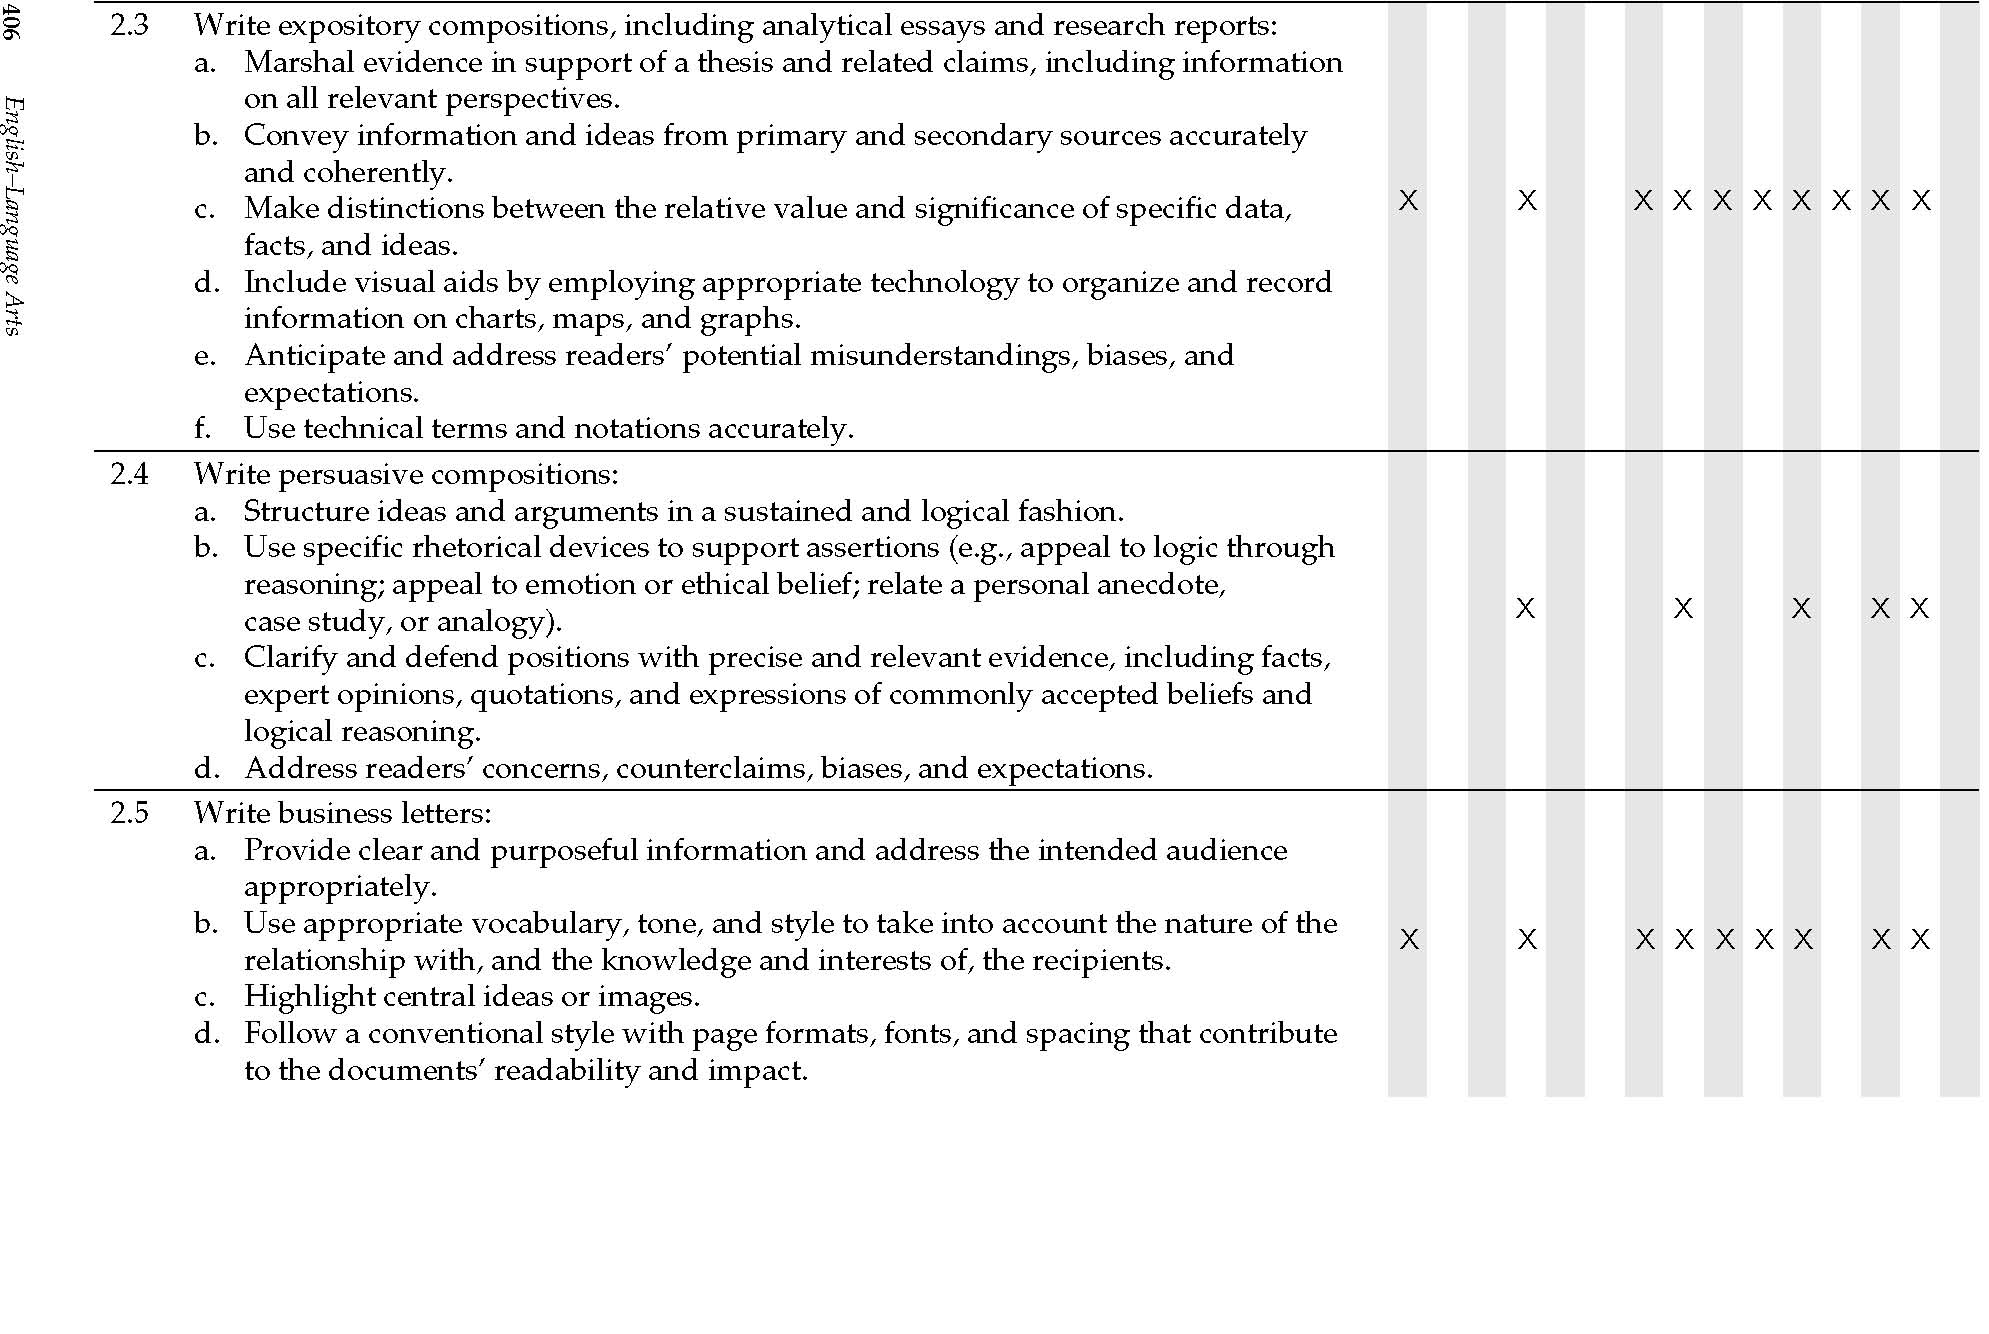 406 English–Language Arts
2.3 Write expository compositions, including analytical essays and research reports:
a. Marshal evidence in support of a thesis and related claims, including information
on all relevant perspectives.
b. Convey information and ideas from primary and secondary sources accurately
and coherently.
X X X X X X X X X X
c. Make distinctions between the relative value and significance of specific data,
facts, and ideas.
d. Include visual aids by employing appropriate technology to organize and record
information on charts, maps, and graphs.
e. Anticipate and address readers’ potential misunderstandings, biases, and
expectations.
f. Use technical terms and notations accurately.
2.4 Write persuasive compositions:
a. Structure ideas and arguments in a sustained and logical fashion.
b. Use specific rhetorical devices to support assertions (e.g., appeal to logic through
reasoning; appeal to emotion or ethical belief; relate a personal anecdote,
X X X X X
case study, or analogy).
c. Clarify and defend positions with precise and relevant evidence, including facts,
expert opinions, quotations, and expressions of commonly accepted beliefs and
logical reasoning.
d. Address readers’ concerns, counterclaims, biases, and expectations.
2.5 Write business letters:
a. Provide clear and purposeful information and address the intended audience
appropriately.
b. Use appropriate vocabulary, tone, and style to take into account the nature of the
X X X X X X X X X
relationship with, and the knowledge and interests of, the recipients.
c. Highlight central ideas or images.
d. Follow a conventional style with page formats, fonts, and spacing that contribute
to the documents’ readability and impact.